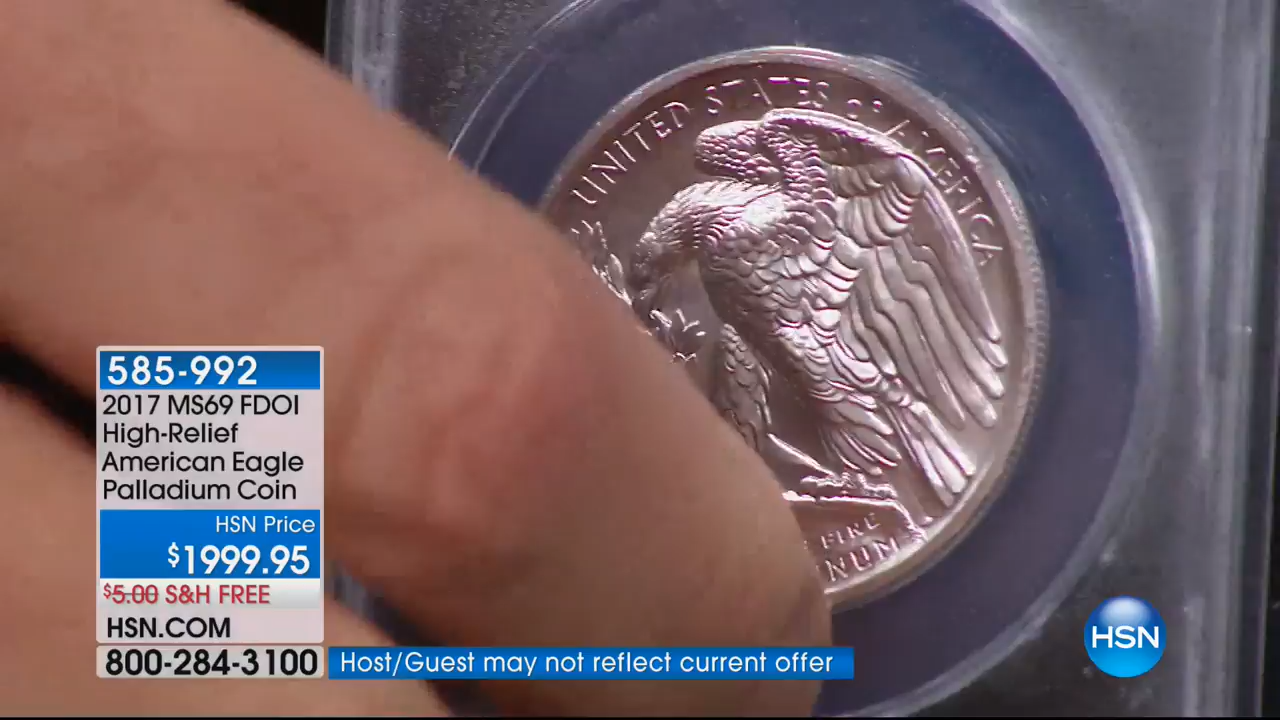 UNITED STATES OF AMERICA
FINE
585-992
2017 MS69 FDOI
High-Relief
American Eagle
Palladium Coin
HSN Price
$1999.95
$5.00 S&H FREE
HSN.COM
800-284-3100
Host/Guest may not reflect current offer
HSN